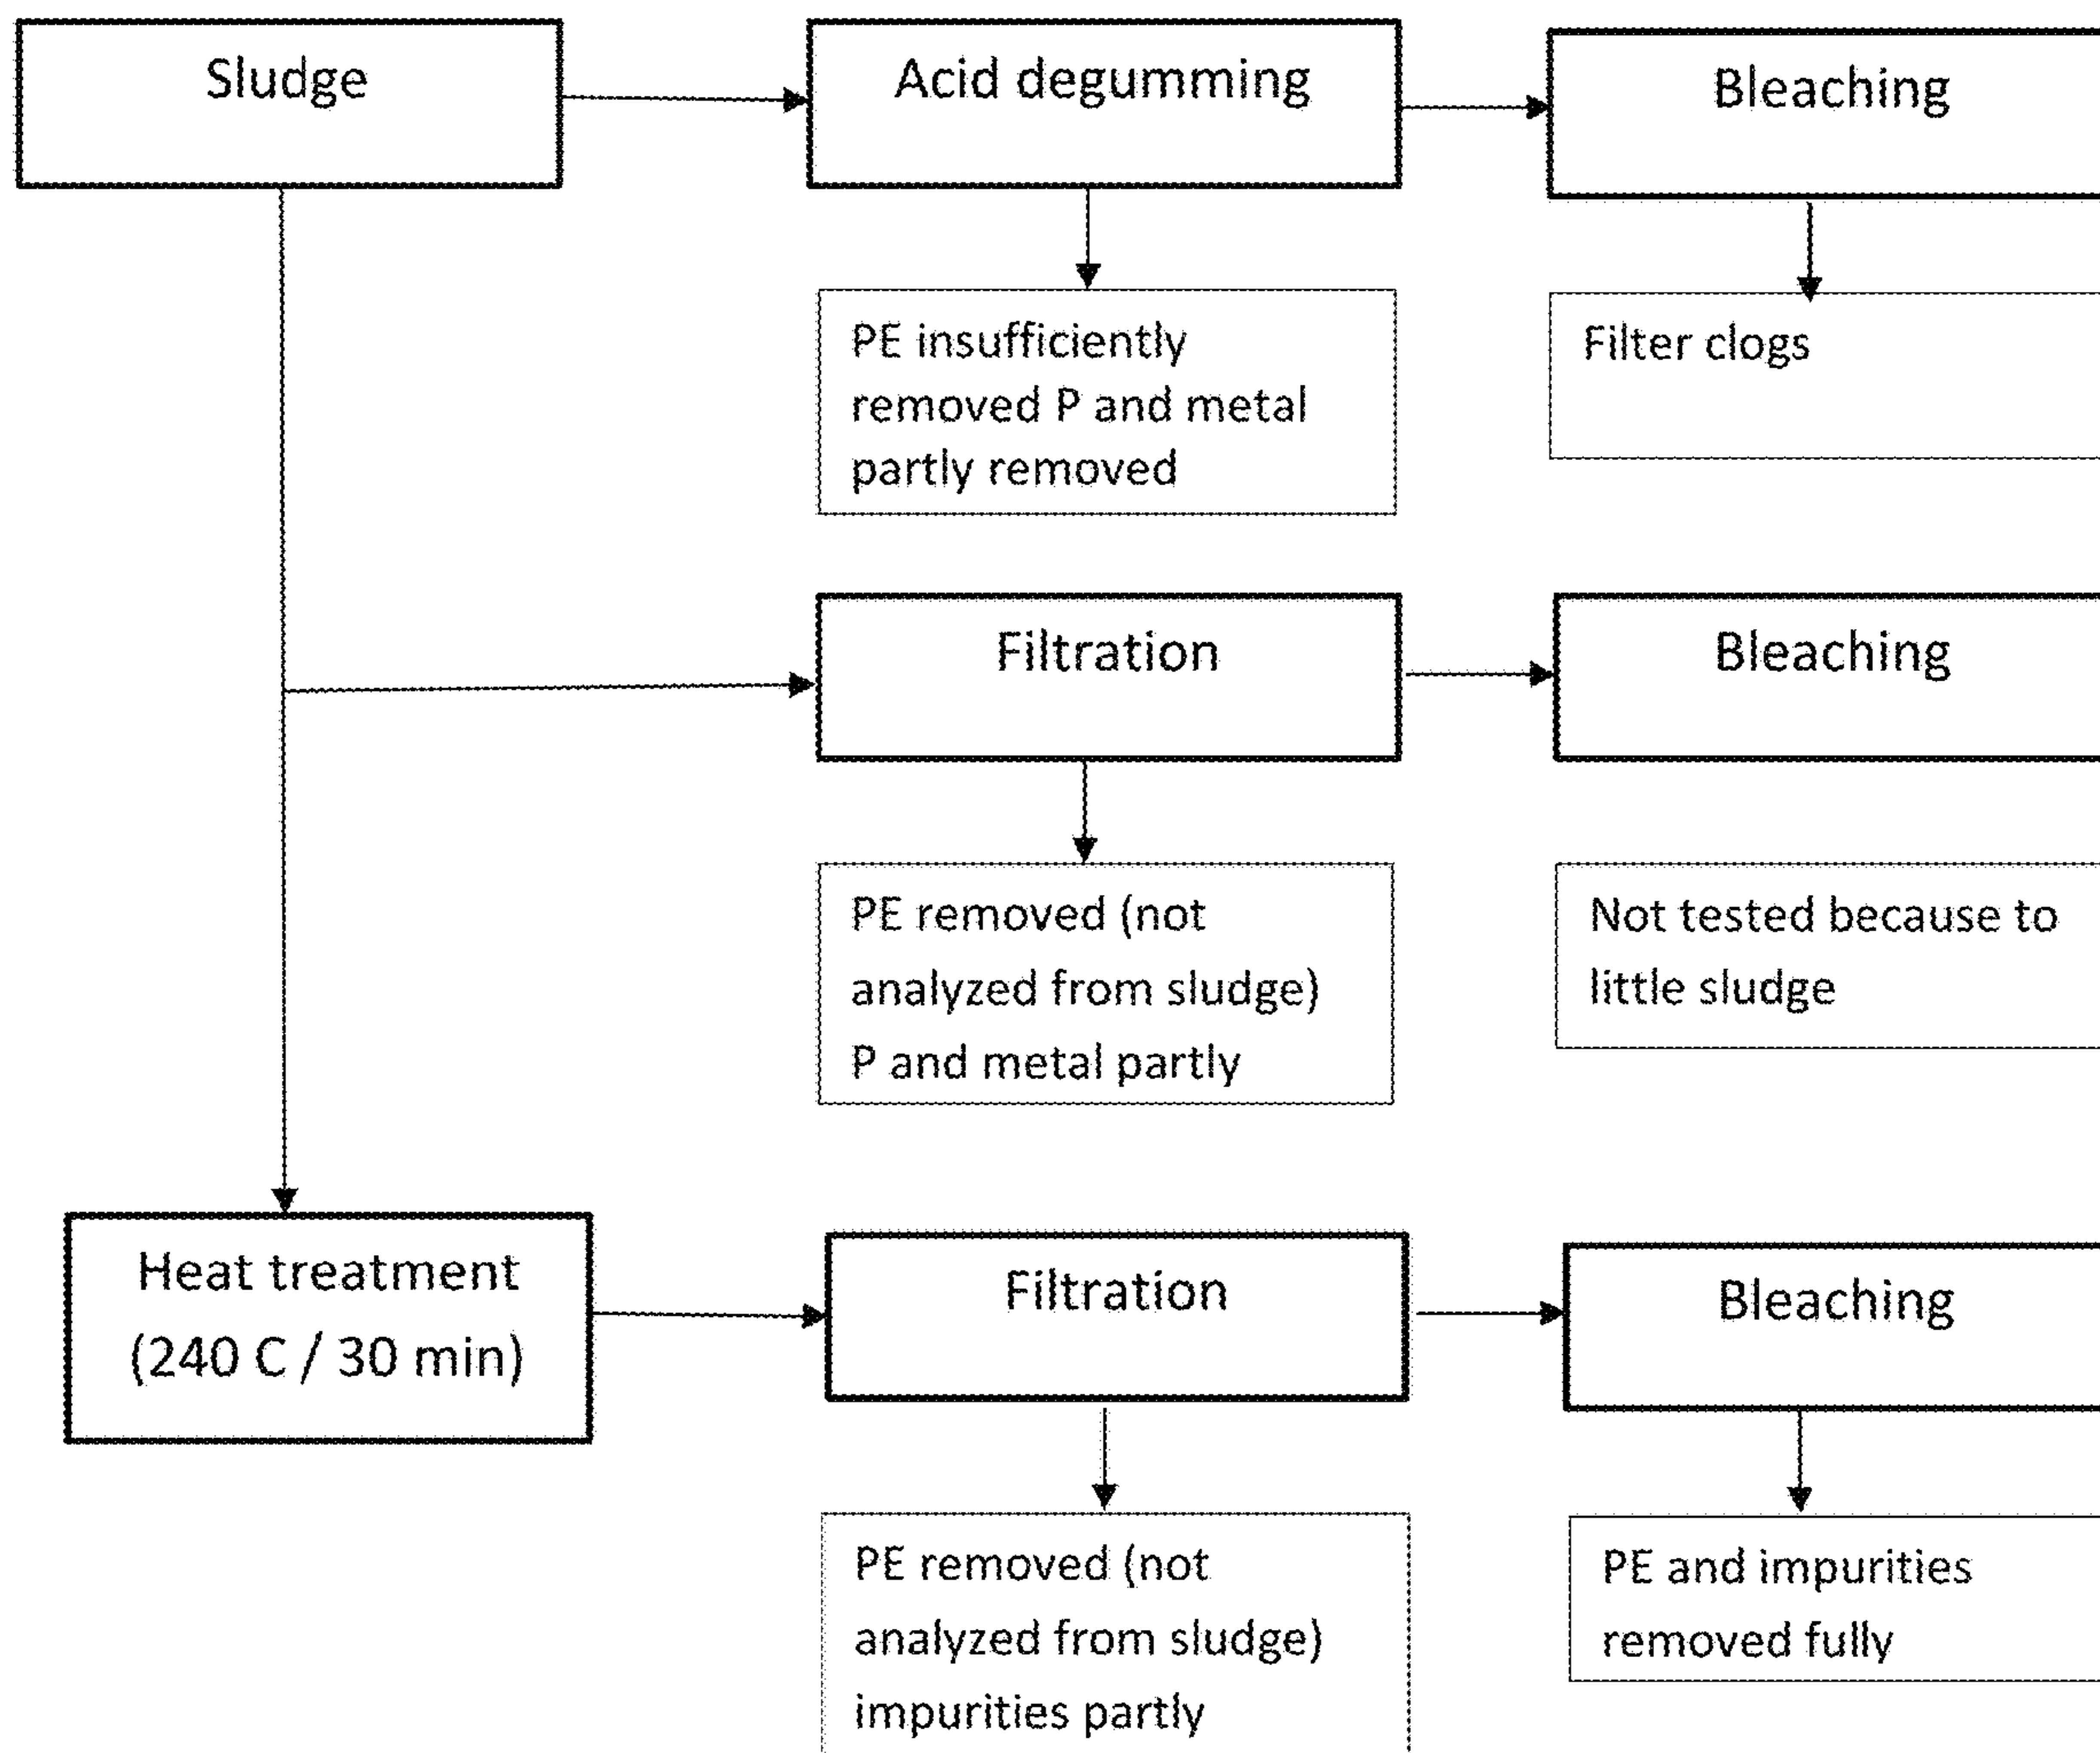 Sludge
Acid degumming
Bleaching
PE insufficiently
removed P and metal
partly removed
Filter clogs
Filtration
Bleaching
PE removed (not
analyzed from sludge)
P and metal partly
Not tested because to
little sludge
Heat treatment
(240 C / 30 min)
Filtration
Bleaching
PE removed (not
analyzed from sludge)
impurities partly
PE and impurities
removed fully